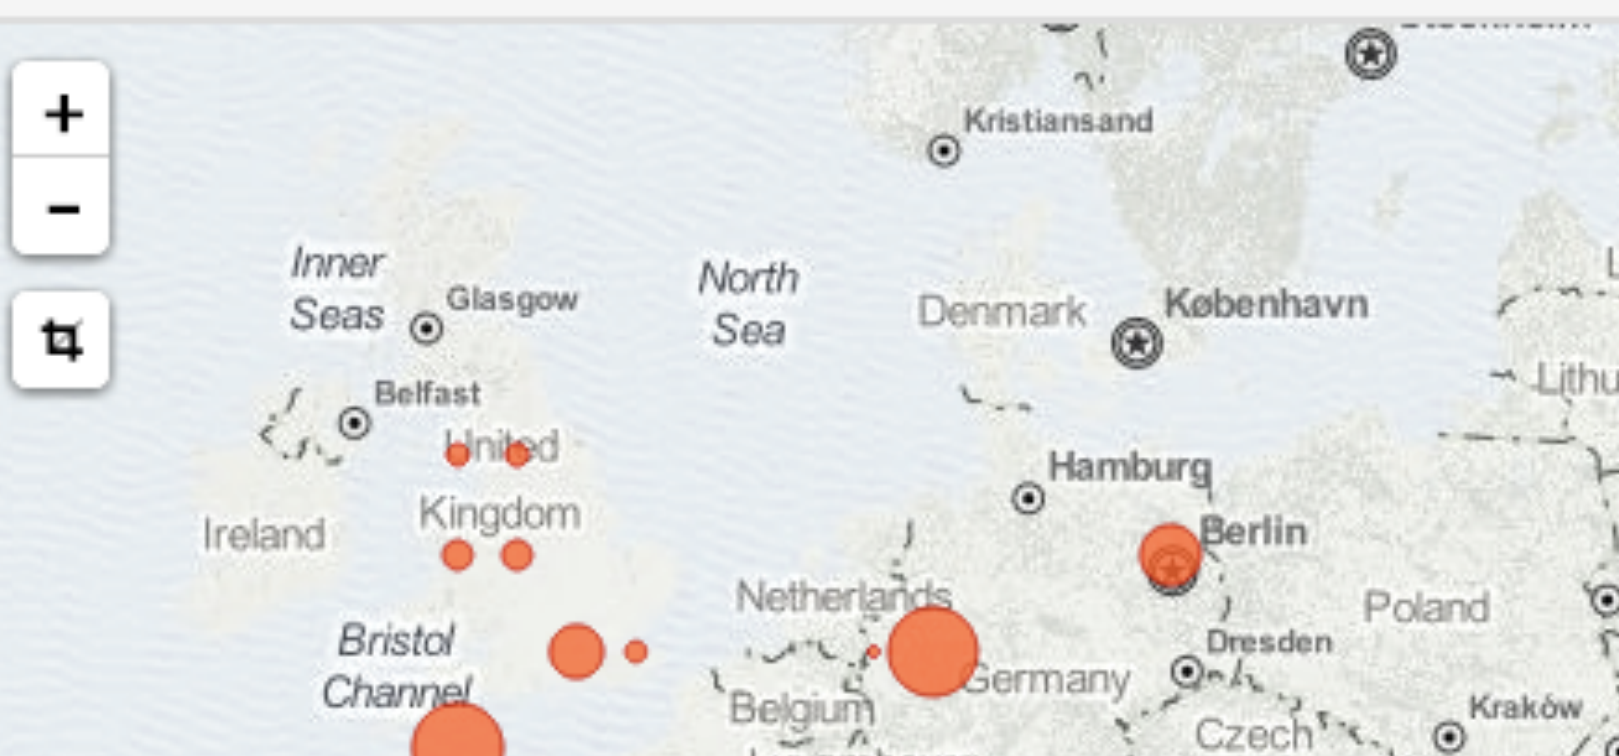 +
Kristiansand
−
Inner
Seas
Glasgow
North
Sea
Denmark
København
Belfast
United
Kingdom
Ireland
Hamburg
Berlin
Netherlands
Poland
Bristol
Channel
Dresden
Germany
Belgium
Kraków
Czech